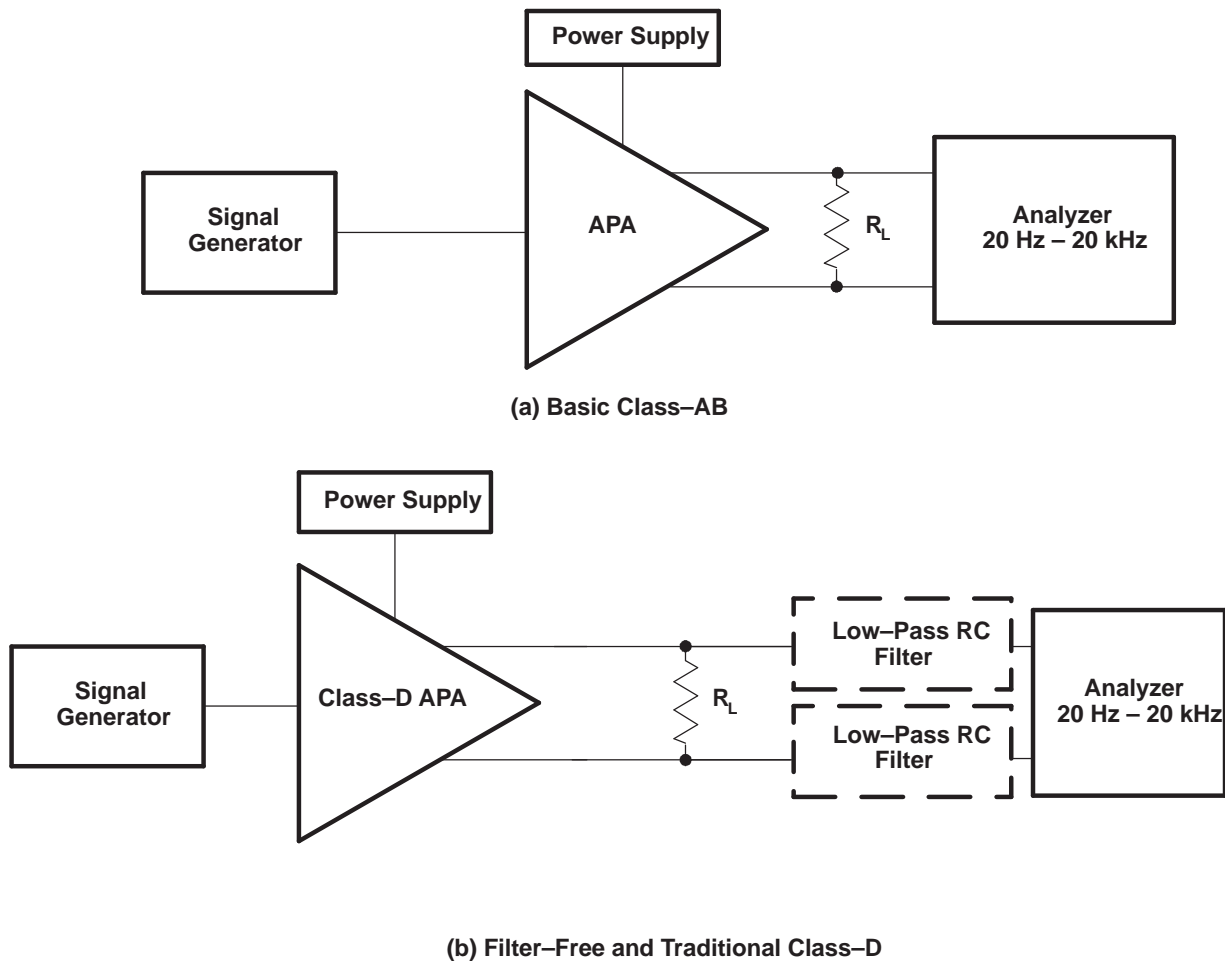 Power Supply
Signal
Generator
APA
R_L
Analyzer
20 Hz – 20 kHz
(a) Basic Class–AB
Power Supply
Signal
Generator
Class–D APA
R_L
Low–Pass RC
Filter
Low–Pass RC
Filter
Analyzer
20 Hz – 20 kHz
(b) Filter–Free and Traditional Class–D